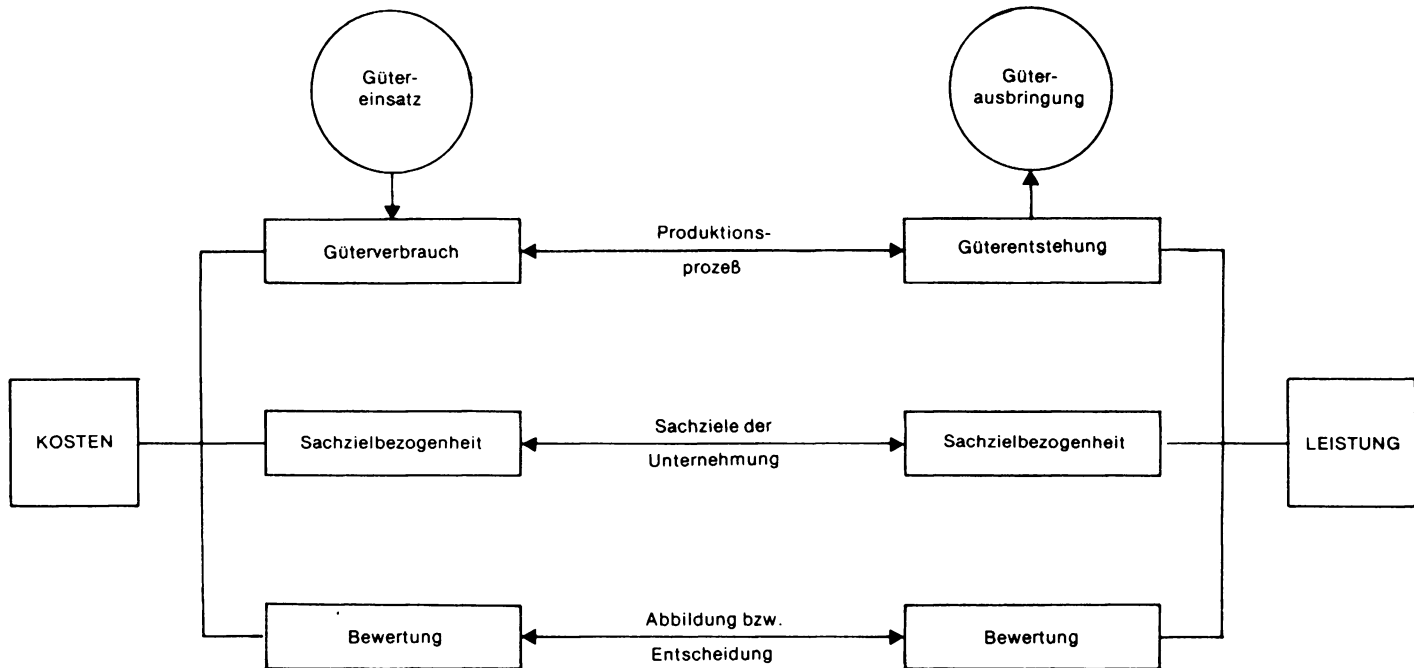 Güter-
einsatz
Güter-
ausbringung
Güterverbrauch
Produktions-
prozeß
Güterentstehung
KOSTEN
Sachzielbezogenheit
Sachziele der
Unternehmung
Sachzielbezogenheit
LEISTUNG
Bewertung
Abbildung bzw.
Entscheidung
Bewertung